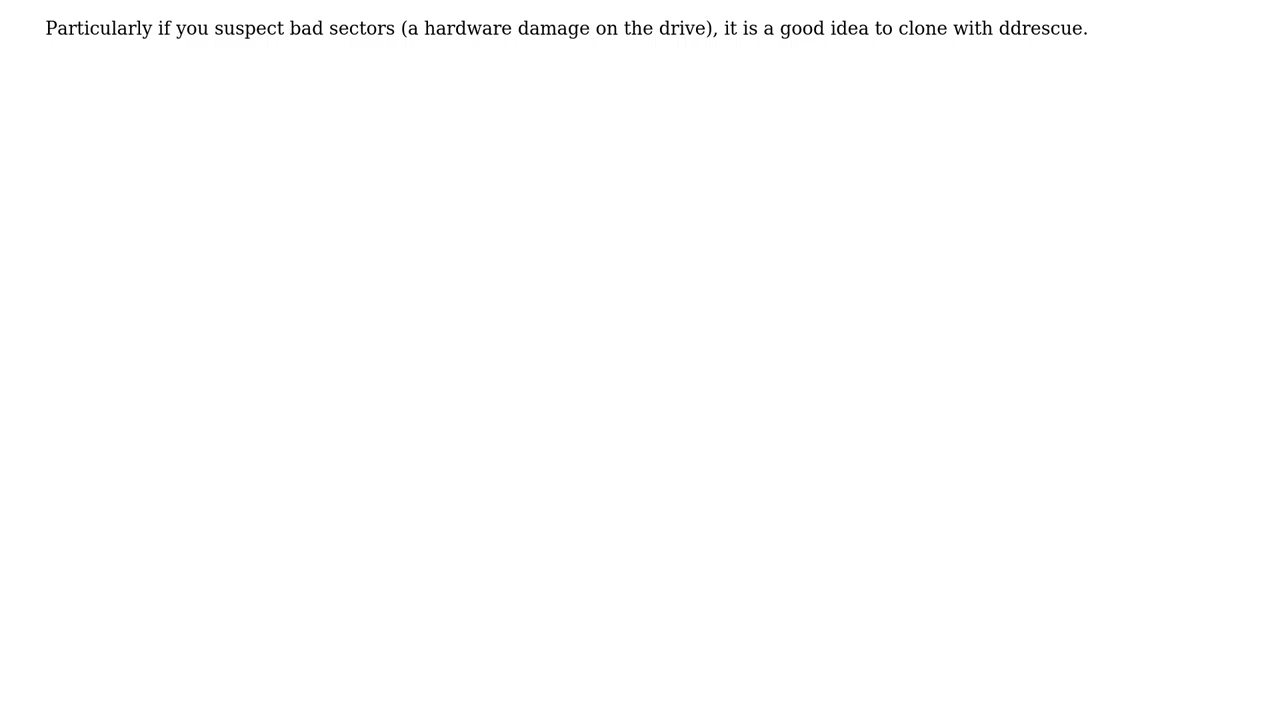 Particularly if you suspect bad sectors (a hardware damage on the drive), it is a good idea to clone with ddrescue.